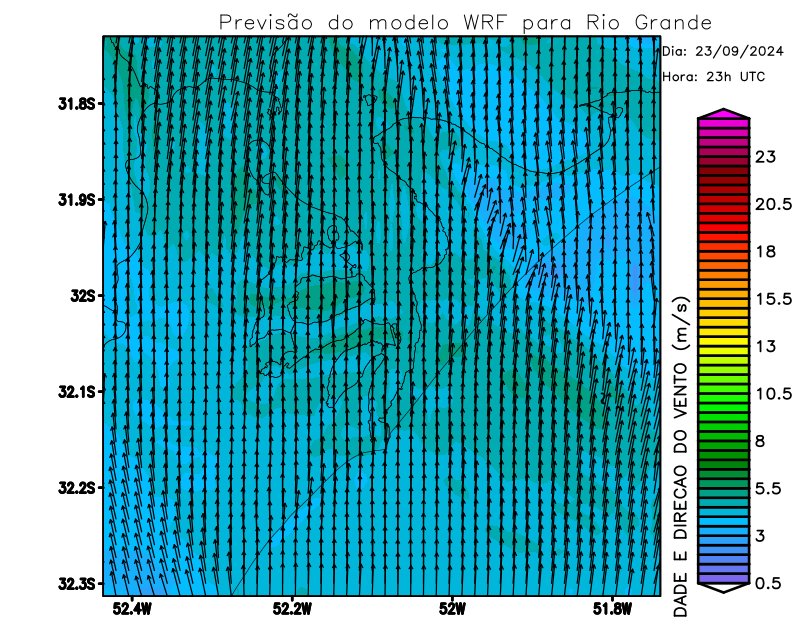 Previsão do modelo WRF para Rio Grande
Dia: 23/09/2024
Hora: 23h UTC
31.8S
31.9S
32S
32.1S
32.2S
32.3S
52.4W
52.2W
52W
51.8W
23
20.5
18
15.5
13
10.5
8
5.5
3
0.5
DADE E DIRECAO DO VENTO (m/s)